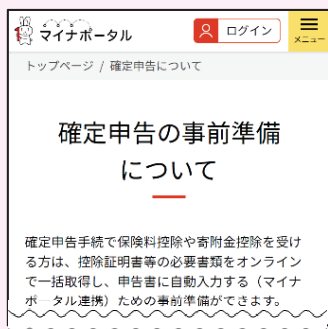 マイナポータル
ログイン
メニュー
トップページ / 確定申告について
確定申告の事前準備
について
確定申告手続で保険料控除や寄附金控除を受け
る方は、控除証明書等の必要書類をオンライン
で一括取得し、申告書に自動入力する（マイナ
ポータル連携）ための事前準備ができます。